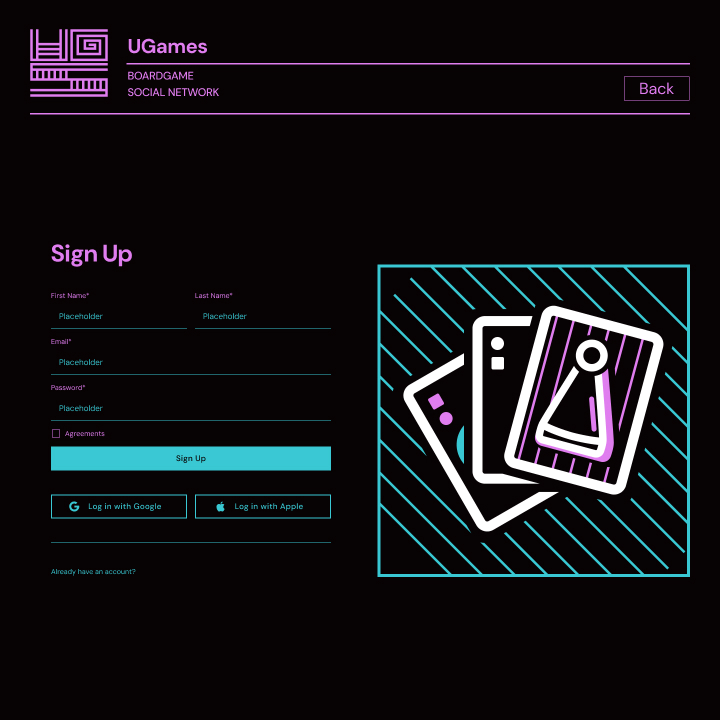 UGames
BOARDGAME
SOCIAL NETWORK
Back
Sign Up
First Name*
Last Name*
Placeholder
Placeholder
Email*
Placeholder
Password*
Placeholder
Agreements
Sign Up
Log in with Google
Log in with Apple
Already have an account?